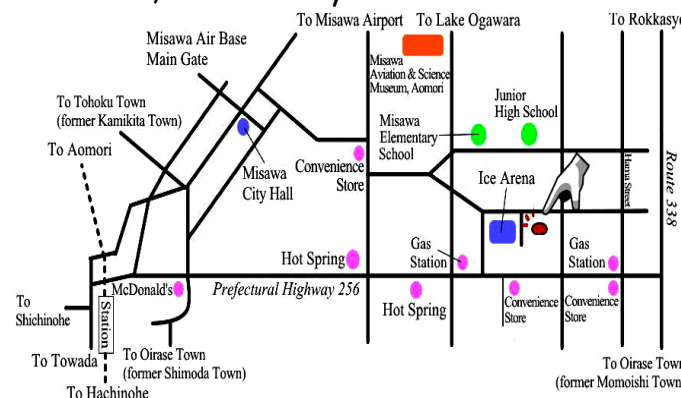 To Misawa Airport
To Lake Ogawara
To Rokkasyo
Misawa Air Base
Main Gate
Misawa
Aviation & Science
Museum, Aomori
Junior
High School
To Tohoku Town
(former Kamikita Town)
Misawa
Elementary
School
To Aomori
Misawa
City Hall
Convenience
Store
Ice Arena
Hama Street
Route 338
Hot Spring
Gas
Station
Gas
Station
McDonald's
Prefectural Highway 256
Hot Spring
Convenience
Store
Convenience
Store
To
Shichinohe
Station
To Towada
To Oirase Town
(former Shimoda Town)
To Hachinohe
To Oirase Town
(former Momoishi Town)